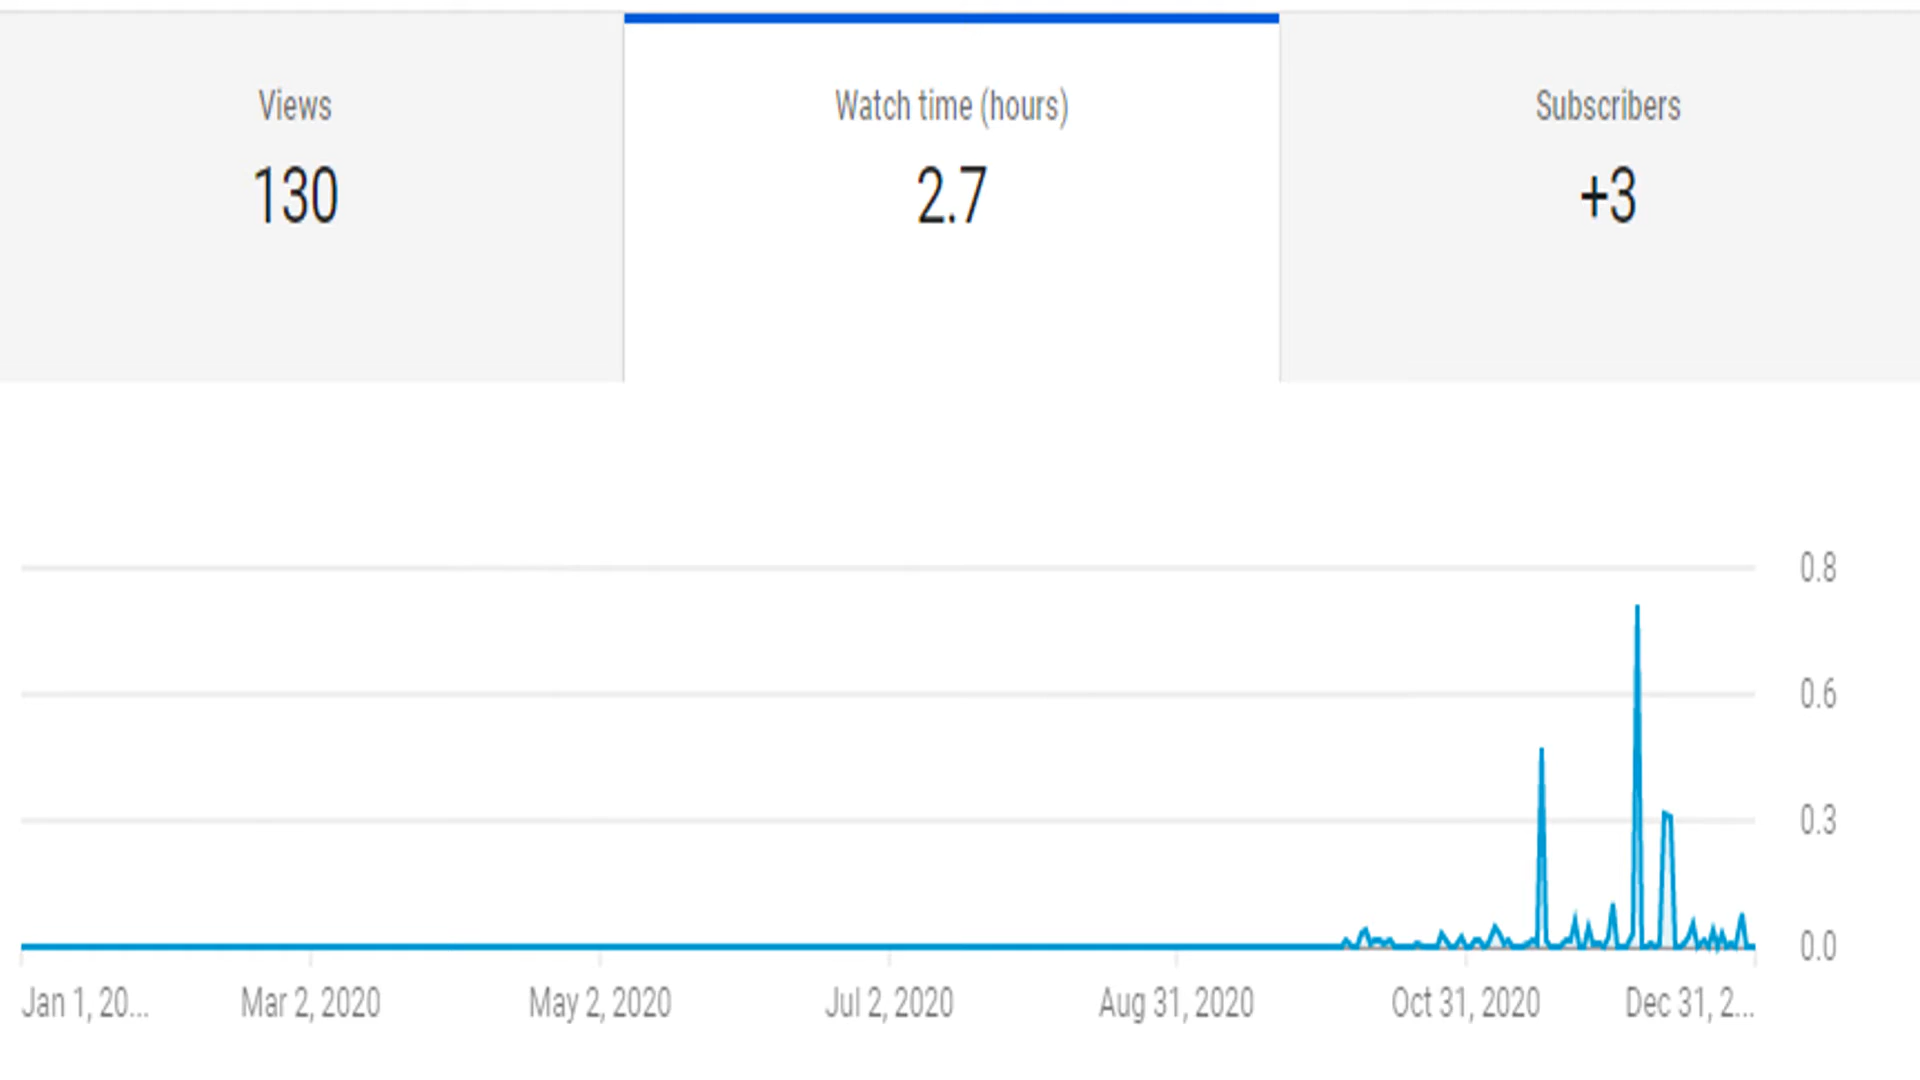 Views
Watch time (hours)
Subscribers
130
2.7
+3
0.8
0.6
0.3
0.0
Jan 1, 20...
Mar 2, 2020
May 2, 2020
Jul 2, 2020
Aug 31, 2020
Oct 31, 2020
Dec 31, 2...